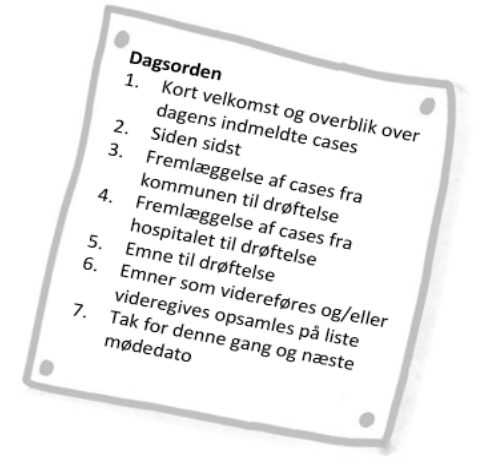 Dagsorden
1. Kort velkomst og overblik over
dagens indmeldte cases
2. Siden sidst
3. Fremlæggelse af cases fra
kommunen til drøftelse
4. Fremlæggelse af cases fra
hospitalet til drøftelse
5. Emne til drøftelse
6. Emner som videreføres og/eller
videregives opsamles på liste
7. Tak for denne gang og næste
mødedato